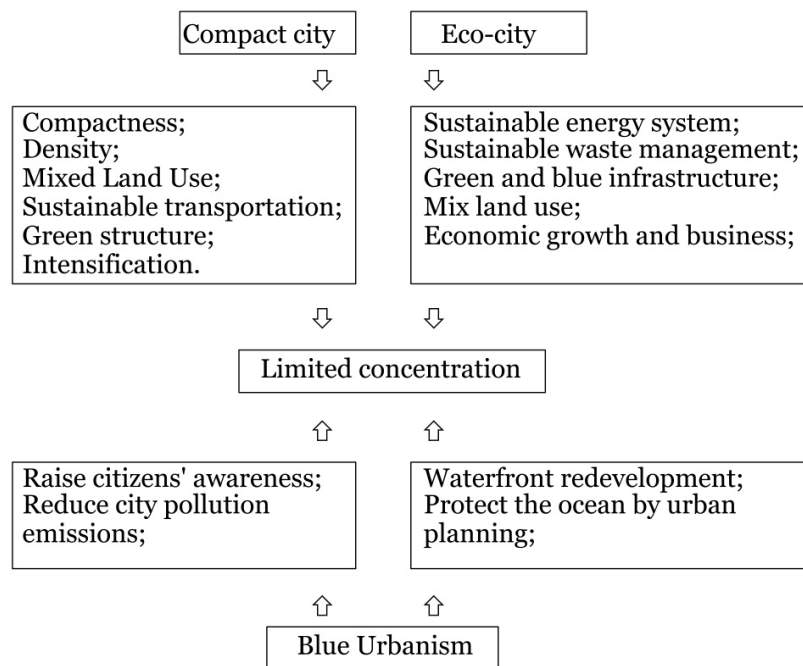 Compact city
Eco-city
Compactness;
Density;
Mixed Land Use;
Sustainable transportation;
Green structure;
Intensification.
Sustainable energy system;
Sustainable waste management;
Green and blue infrastructure;
Mix land use;
Economic growth and business;
Limited concentration
Raise citizens' awareness;
Reduce city pollution
emissions;
Waterfront redevelopment;
Protect the ocean by urban
planning;
Blue Urbanism